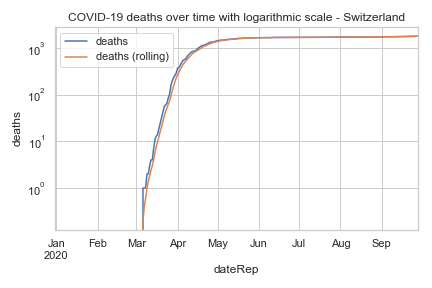 COVID-19 deaths over time with logarithmic scale - Switzerland
deaths
deaths (rolling)
10³
10²
10¹
10⁰
deaths
Jan Feb Mar Apr May Jun Jul Aug Sep
2020
dateRep